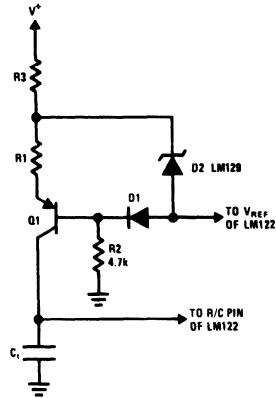 V+
R3
R1
D2 LM129
D1
Q1
TO VREF
OF LM122
R2
4.7k
TO R/C PIN
OF LM122
Ct